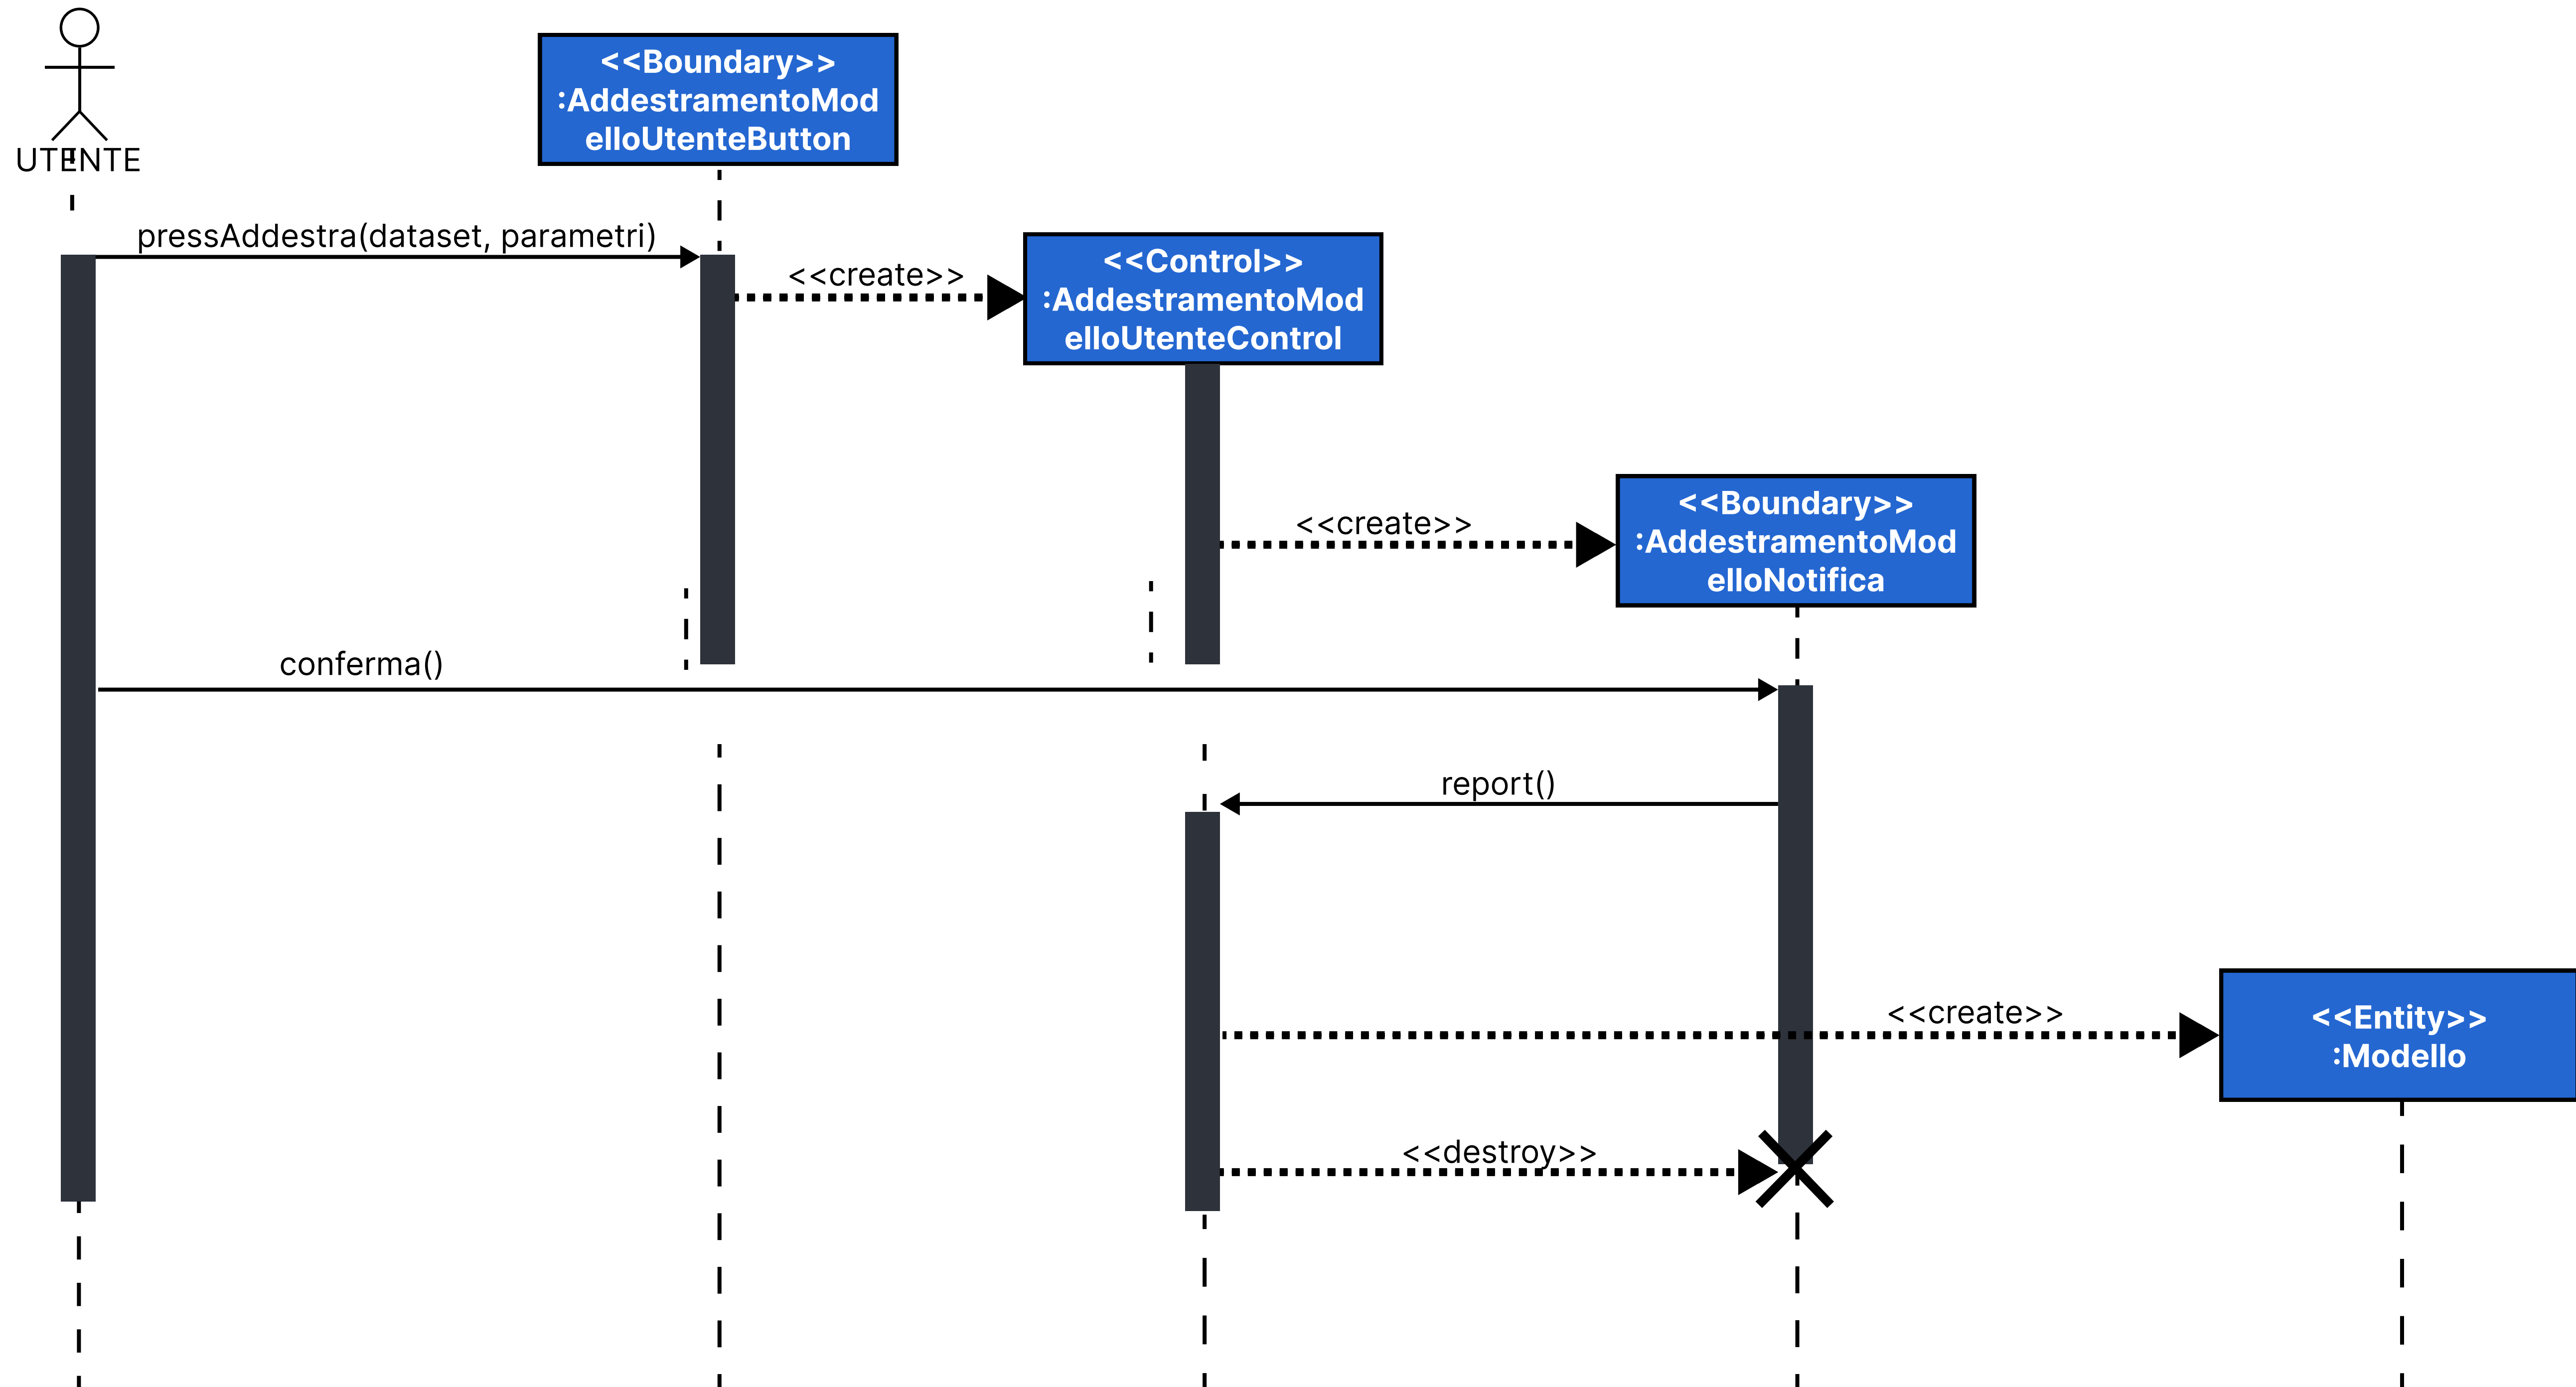 UTENTE
<<Boundary>>
:AddestramentoMod
elloUtenteButton
pressAddestra(dataset, parametri)
<<create>>
<<Control>>
:AddestramentoMod
elloUtenteControl
<<create>>
<<Boundary>>
:AddestramentoMod
elloNotifica
conferma()
report()
<<create>>
<<Entity>>
:Modello
<<destroy>>